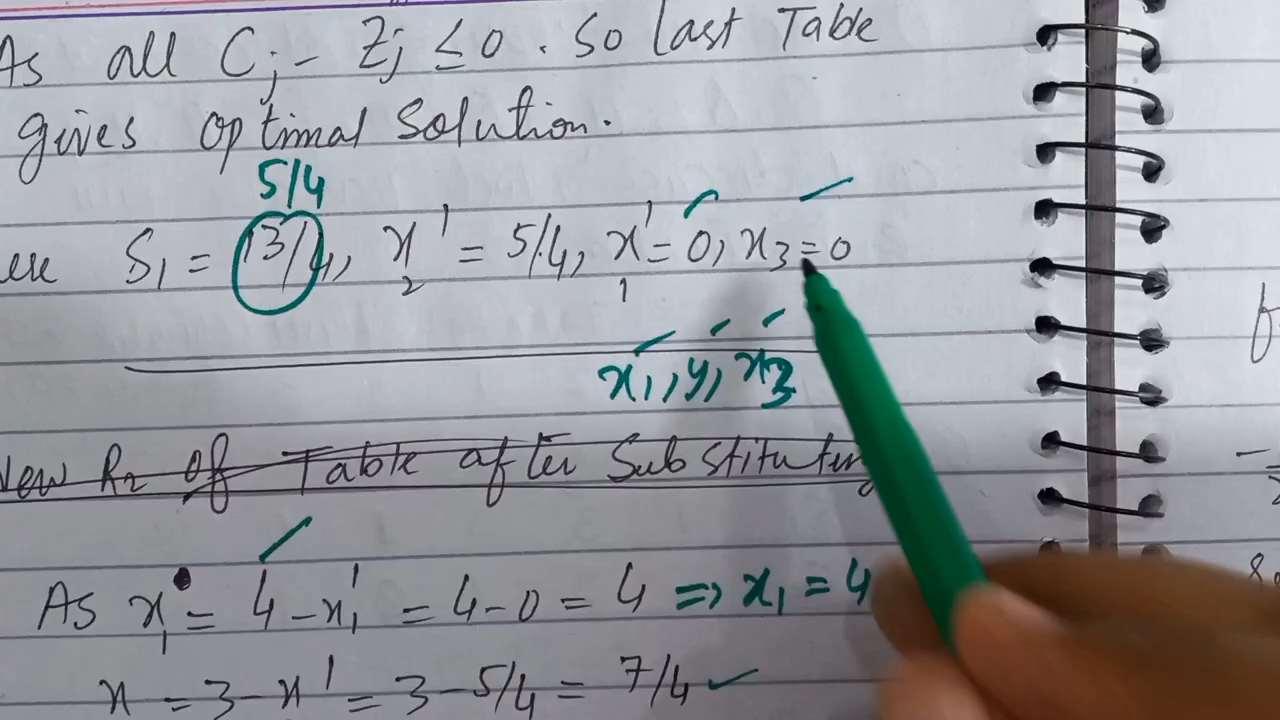 As all Cj - Zj ≤ 0. So last Table
gives optimal solution.
5/4
S₁ = 13/4, x₂' = 5/4, x₁' = 0, x₃ = 0
x₁, y, x₃
New R₂ of Table after Substituting
As x₁ = 4 - x₁' = 4 - 0 = 4 => x₁ = 4
x = 3 - x' = 3 - 5/4 = 7/4